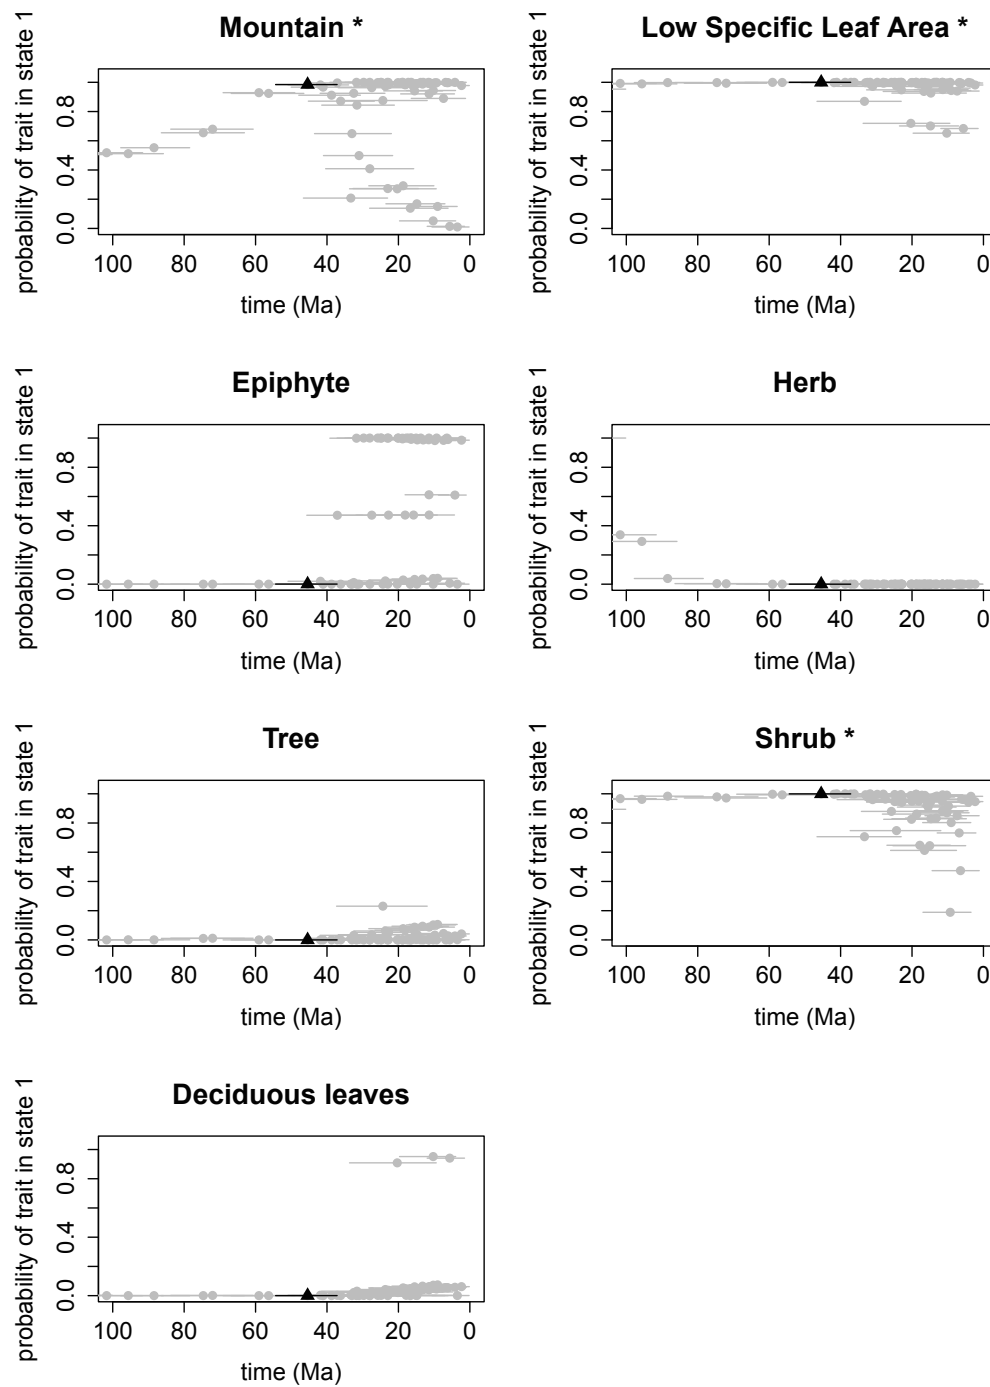 Mountain *
probability of trait in state 1
0.0 0.4 0.8
100 80 60 40 20 0
time (Ma)
Low Specific Leaf Area *
probability of trait in state 1
0.0 0.4 0.8
100 80 60 40 20 0
time (Ma)
Epiphyte
probability of trait in state 1
0.0 0.4 0.8
100 80 60 40 20 0
time (Ma)
Herb
probability of trait in state 1
0.0 0.4 0.8
100 80 60 40 20 0
time (Ma)
Tree
probability of trait in state 1
0.0 0.4 0.8
100 80 60 40 20 0
time (Ma)
Shrub *
probability of trait in state 1
0.0 0.4 0.8
100 80 60 40 20 0
time (Ma)
Deciduous leaves
probability of trait in state 1
0.0 0.4 0.8
100 80 60 40 20 0
time (Ma)